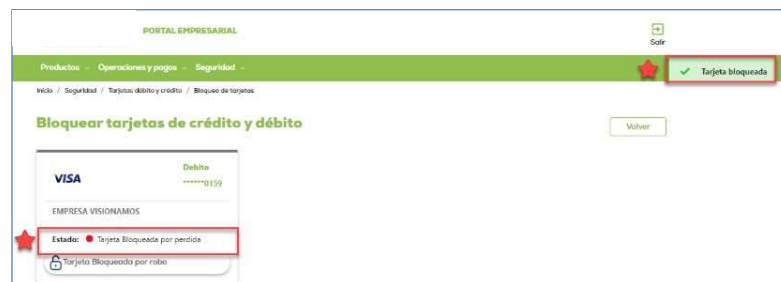 PORTAL EMPRESARIAL
Salir
Productos Operaciones y pagos Seguridad
Tarjeta bloqueada
Inicio / Seguridad / Tarjetas débito y crédito / Bloqueo de tarjetas
Bloquear tarjetas de crédito y débito
Volver
VISA
Debito
******0159
EMPRESA VISIONAMOS
Estado: Tarjeta Bloqueada por perdida
Tarjeta Bloqueada por robo